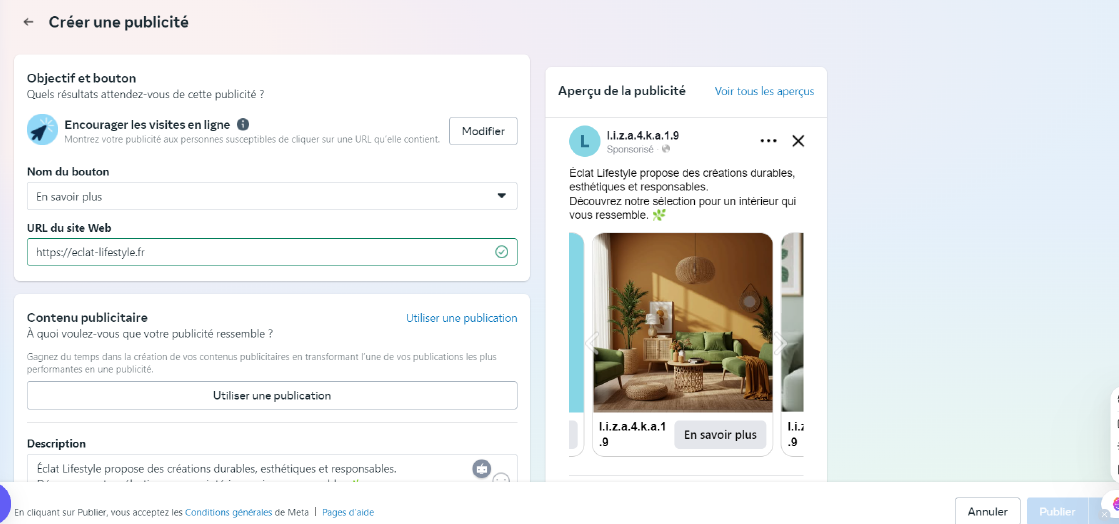 Créer une publicité
Objectif et bouton
Quels résultats attendez-vous de cette publicité ?
Encourager les visites en ligne
Montrez votre publicité aux personnes susceptibles de cliquer sur une URL qu'elle contient.
Modifier
Nom du bouton
En savoir plus
URL du site Web
https://eclat-lifestyle.fr
Contenu publicitaire
Utiliser une publication
À quoi voulez-vous que votre publicité ressemble ?
Gagnez du temps dans la création de vos contenus publicitaires en transformant l'une de vos publications les plus
performantes en une publicité.
Utiliser une publication
Description
Éclat Lifestyle propose des créations durables, esthétiques et responsables.
Aperçu de la publicité
Voir tous les aperçus
L
l.i.z.a.4.k.a.1.9
Sponsorisé
Éclat Lifestyle propose des créations durables,
esthétiques et responsables.
Découvrez notre sélection pour un intérieur qui
vous ressemble. 🌿
l.i.z.a.4.k.a.1
.9
En savoir plus
l.i.z
.9
En cliquant sur Publier, vous acceptez les Conditions générales de Meta | Pages d'aide
Annuler
Publier